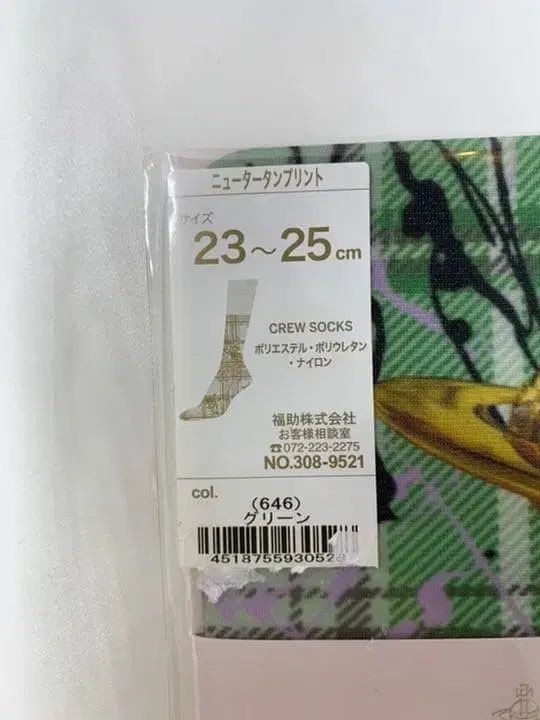 ニュータータンプリント
サイズ
23～25cm
CREW SOCKS
ポリエステル・ポリウレタン
・ナイロン
福助株式会社
お客様相談室
☎072-223-2275
NO.308-9521
col.
(646)
グリーン
451875593052